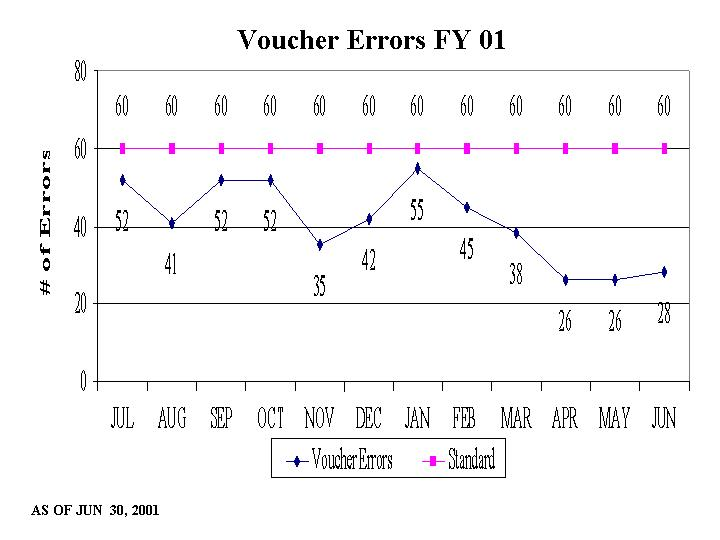 Voucher Errors FY 01
# of Errors
80
60
40
20
0
60 60 60 60 60 60 60 60 60 60 60 60
52 41 52 52 35 42 55 45 38 26 26 28
JUL AUG SEP OCT NOV DEC JAN FEB MAR APR MAY JUN
Voucher Errors Standard
AS OF JUN 30, 2001